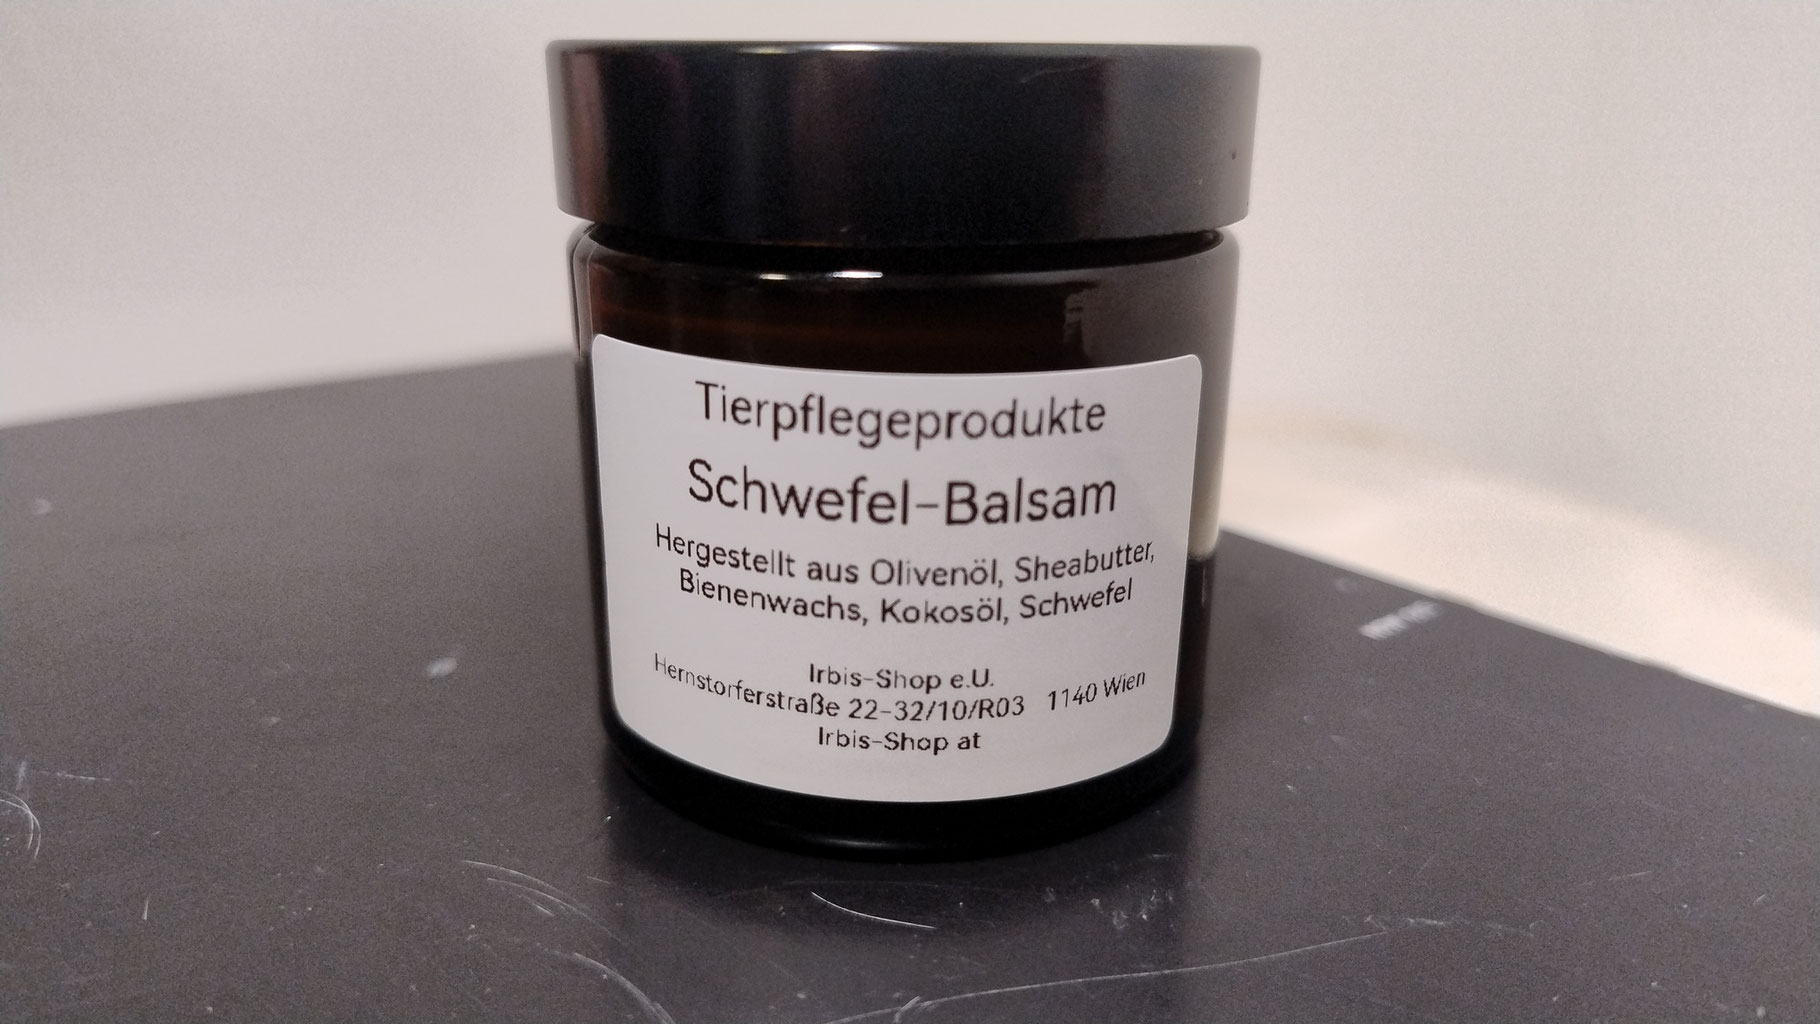 Tierpflegeprodukte
Schwefel-Balsam
Hergestellt aus Olivenöl, Sheabutter,
Bienenwachs, Kokosöl, Schwefel
Irbis-Shop e.U.
Hernstorferstraße 22-32/10/R03 1140 Wien
Irbis-Shop at